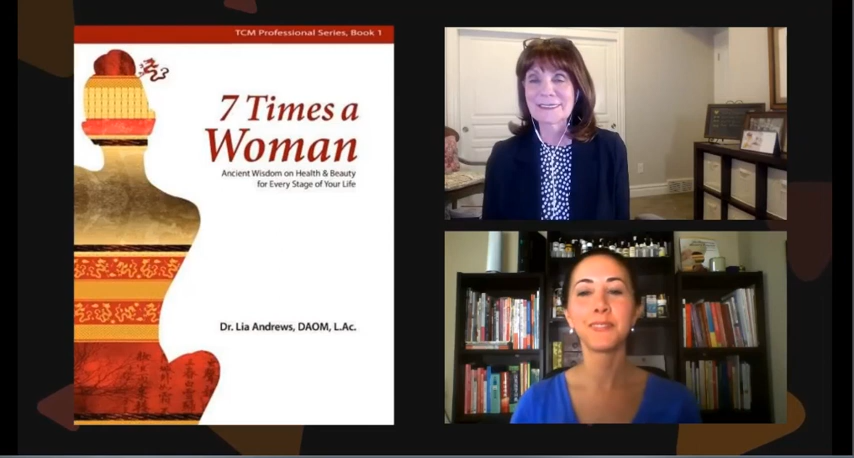 TCM Professional Series, Book 1
7 Times a
Woman
Ancient Wisdom on Health & Beauty
for Every Stage of Your Life
Dr. Lia Andrews, DAOM, L.Ac.